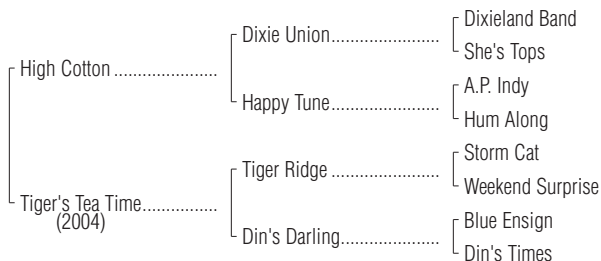 Dixieland Band
Dixie Union........................
She's Tops
High Cotton .......................
A.P. Indy
Happy Tune........................
Hum Along
Storm Cat
Tiger Ridge ........................
Weekend Surprise
Tiger's Tea Time.................
(2004)
Blue Ensign
Din's Darling......................
Din's Times